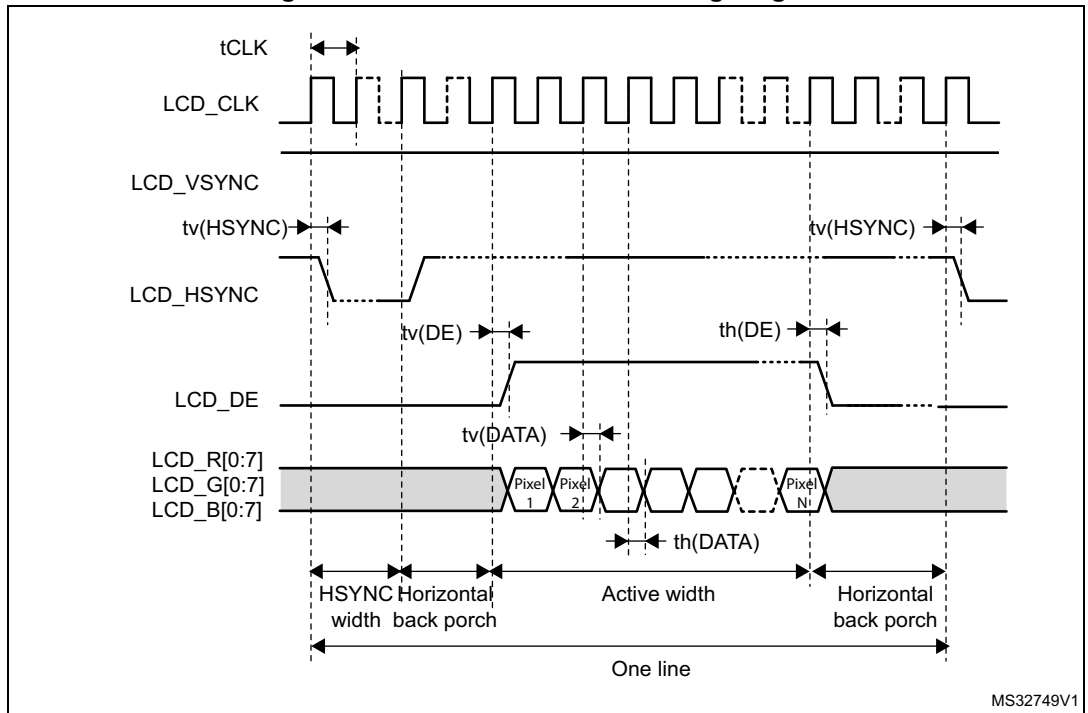 tCLK
LCD_CLK
LCD_VSYNC
tv(HSYNC)
tv(HSYNC)
LCD_HSYNC
tv(DE)
th(DE)
LCD_DE
tv(DATA)
LCD_R[0:7]
LCD_G[0:7]
LCD_B[0:7]
Pixel
1
Pixel
2
Pixel
N
th(DATA)
HSYNC
width
Horizontal
back porch
Active width
Horizontal
back porch
One line
MS32749V1